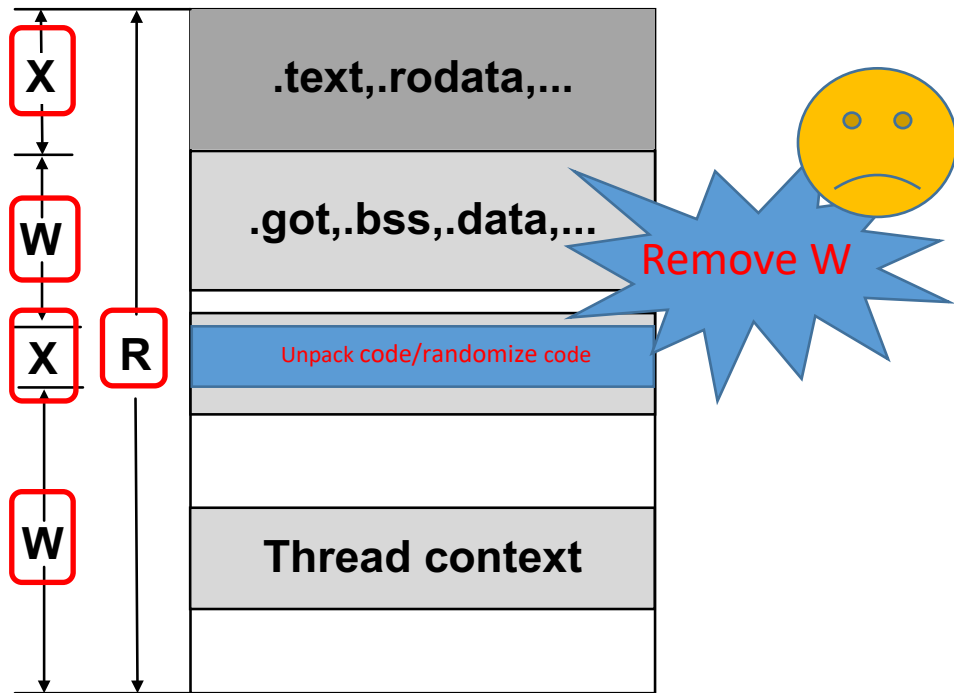 X
.text,.rodata,...
W
.got,.bss,.data,...
Remove W
X
R
Unpack code/randomize code
W
Thread context